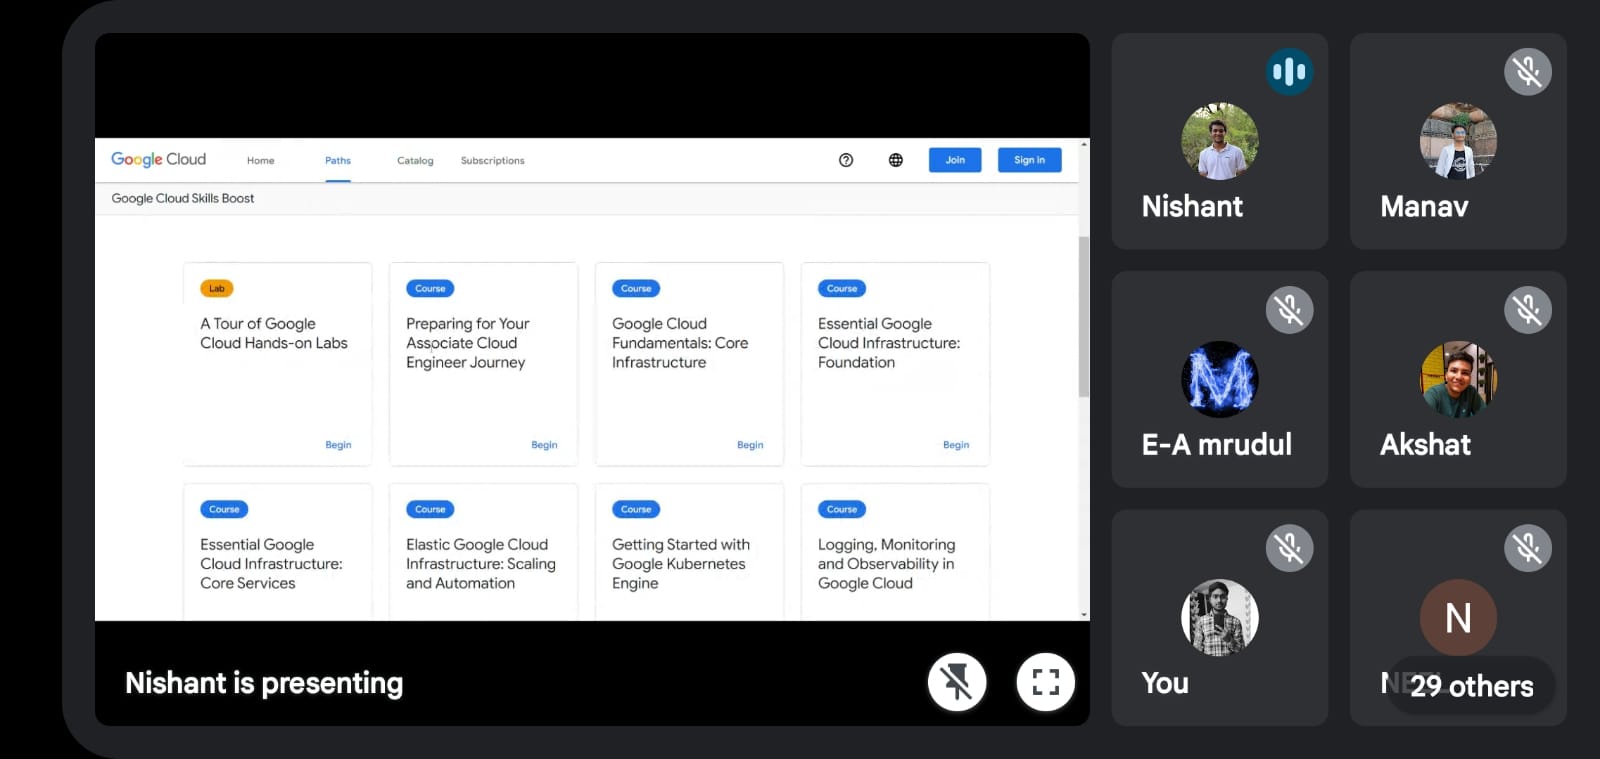 Google Cloud
Home
Paths
Catalog
Subscriptions
Join
Sign in
Google Cloud Skills Boost
Lab
A Tour of Google
Cloud Hands-on Labs
Begin
Course
Preparing for Your
Associate Cloud
Engineer Journey
Begin
Course
Google Cloud
Fundamentals: Core
Infrastructure
Begin
Course
Essential Google
Cloud Infrastructure:
Foundation
Begin
Course
Essential Google
Cloud Infrastructure:
Core Services
Course
Elastic Google Cloud
Infrastructure: Scaling
and Automation
Course
Getting Started with
Google Kubernetes
Engine
Course
Logging, Monitoring
and Observability in
Google Cloud
Nishant is presenting
Nishant
Manav
E-A mrudul
Akshat
You
N
29 others